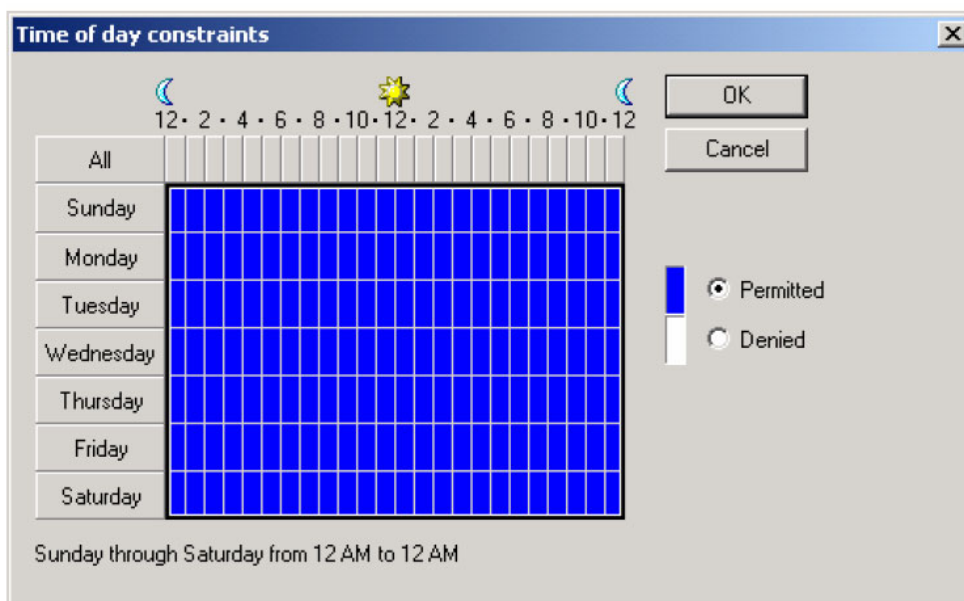 Time of day constraints
OK
12 · 2 · 4 · 6 · 8 · 10 · 12 · 2 · 4 · 6 · 8 · 10 · 12
Cancel
All
Sunday
Monday
Tuesday
Permitted
Wednesday
Denied
Thursday
Friday
Saturday
Sunday through Saturday from 12 AM to 12 AM